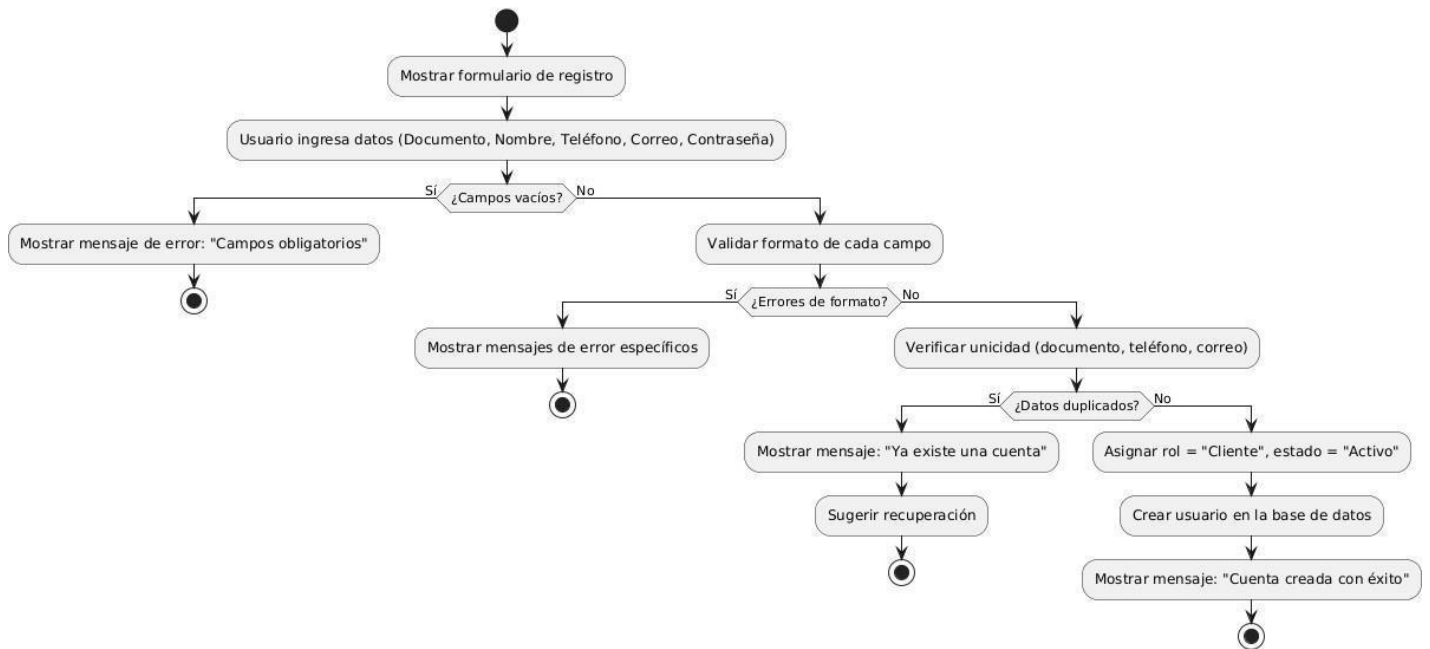 Mostrar formulario de registro
Usuario ingresa datos (Documento, Nombre, Teléfono, Correo, Contraseña)
Sí
¿Campos vacíos?
No
Mostrar mensaje de error: "Campos obligatorios"
Validar formato de cada campo
Sí
¿Errores de formato?
No
Mostrar mensajes de error específicos
Verificar unicidad (documento, teléfono, correo)
Sí
¿Datos duplicados?
No
Mostrar mensaje: "Ya existe una cuenta"
Asignar rol = "Cliente", estado = "Activo"
Sugerir recuperación
Crear usuario en la base de datos
Mostrar mensaje: "Cuenta creada con éxito"